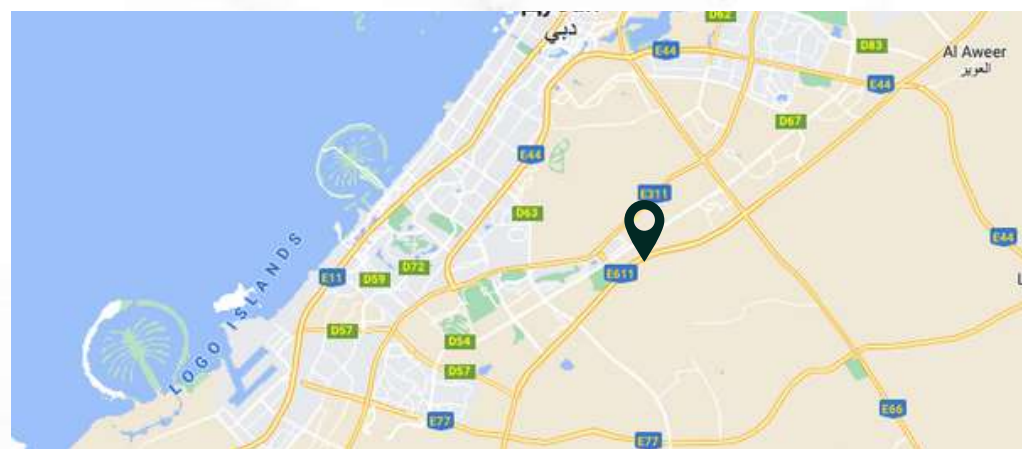 دبي
D62
E44
D83
Al Aweer
العوير
E44
D67
E44
E311
D63
E44
E611
D72
D59
E11
LOGO ISLANDS
D57
D54
D57
E66
E77
E77